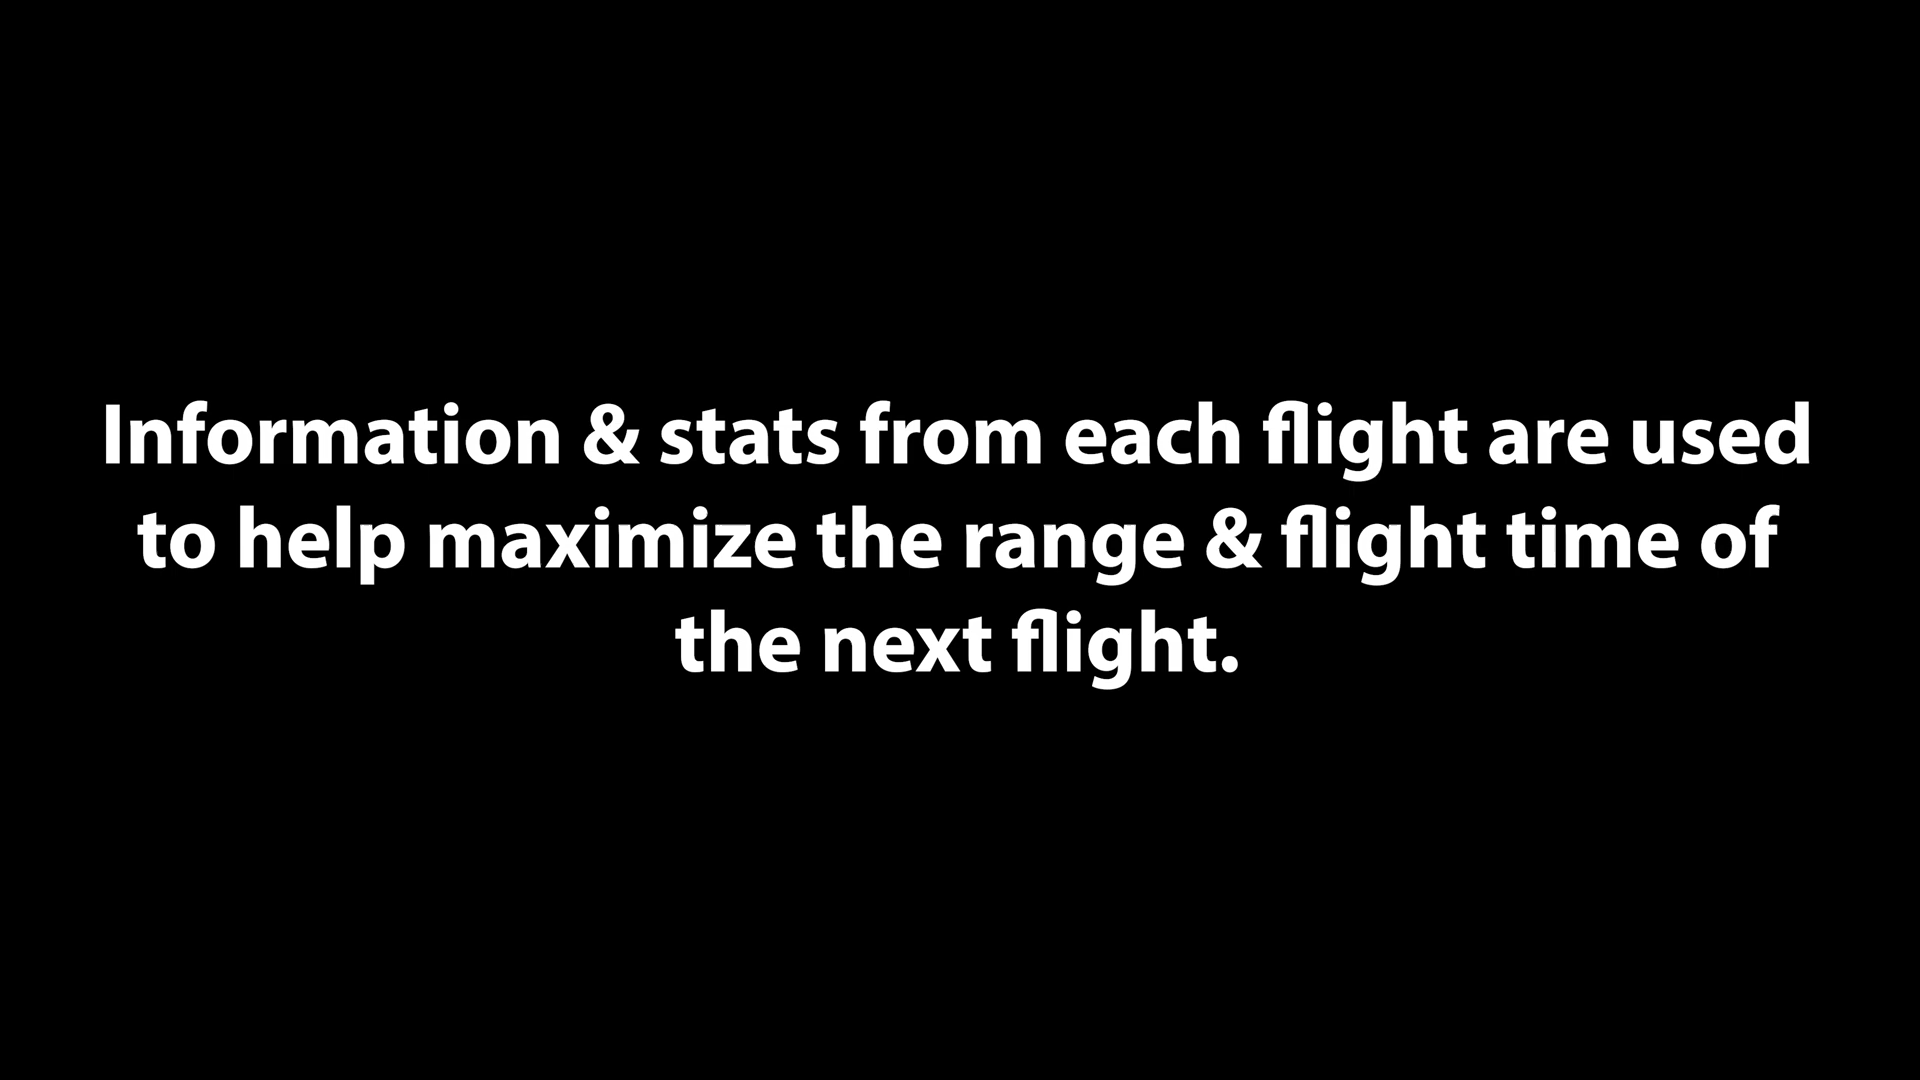 Information & stats from each flight are used
to help maximize the range & flight time of
the next flight.